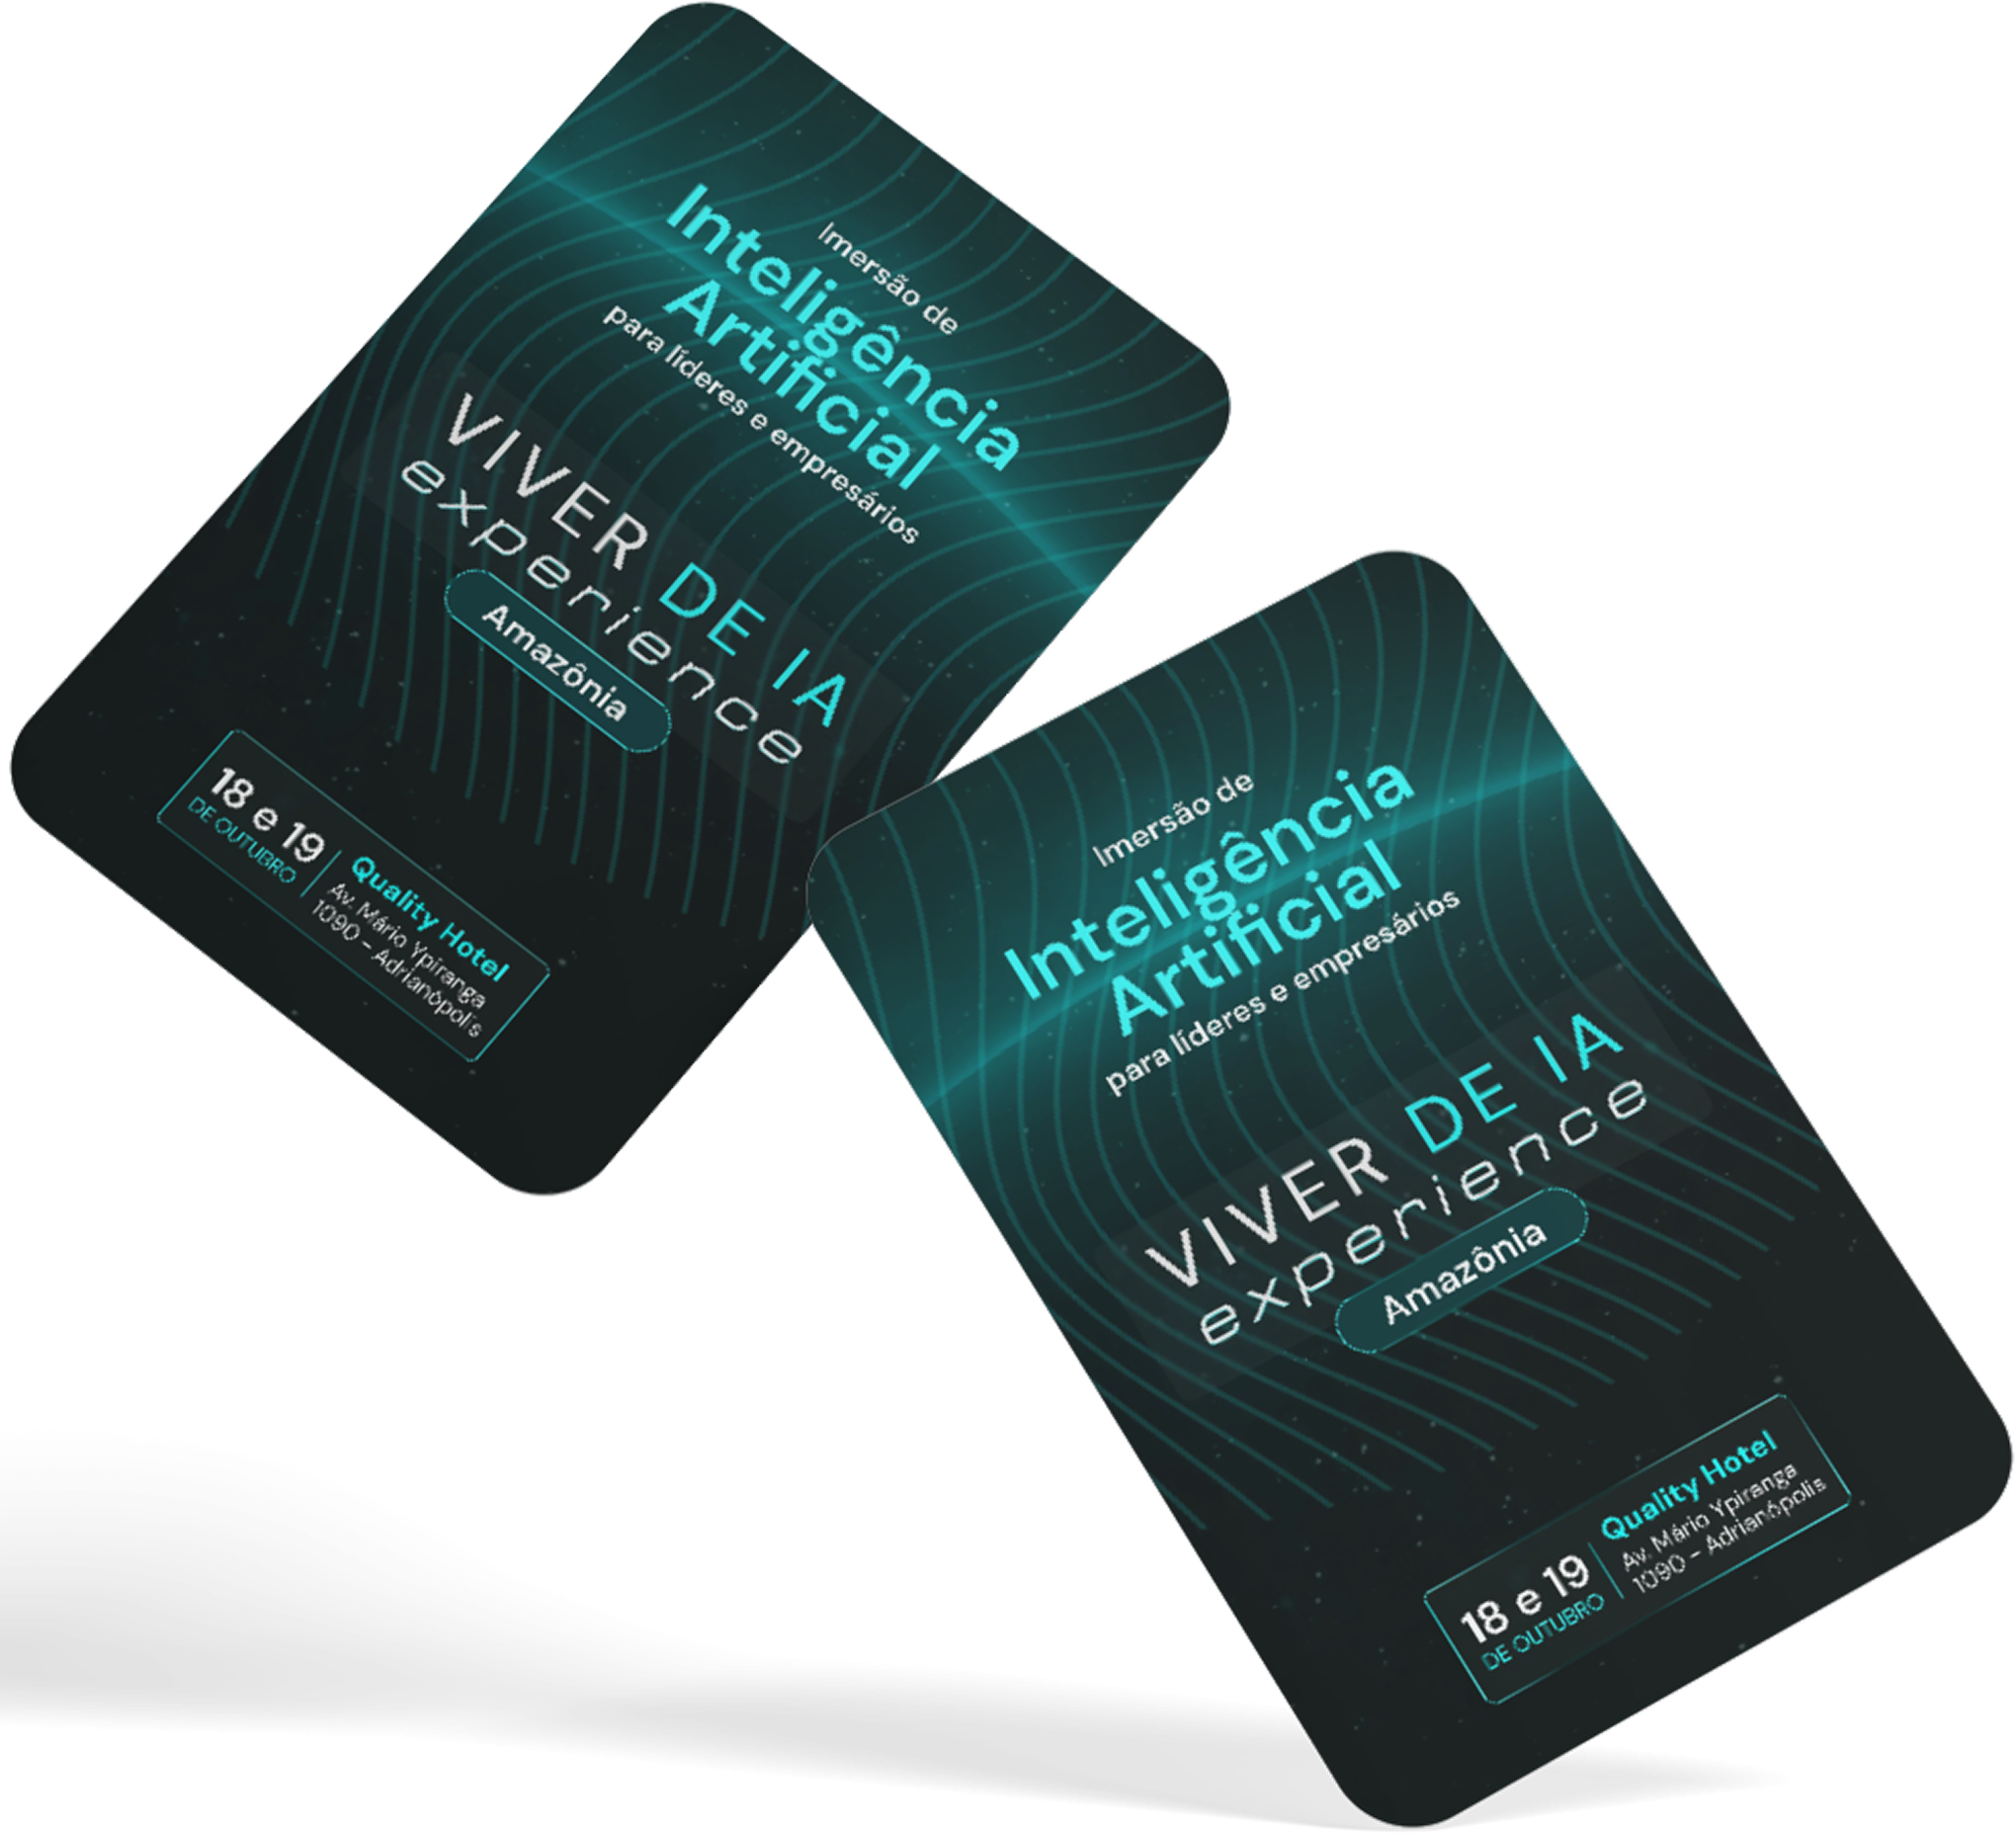 Imersão de
Inteligência
Artificial
para líderes e empresários
VIVER DE IA
experience
Amazônia
18 e 19
DE OUTUBRO
Quality Hotel
Av. Mário Ypiranga
1090 – Adrianópolis
Imersão de
Inteligência
Artificial
para líderes e empresários
VIVER DE IA
experience
Amazônia
18 e 19
DE OUTUBRO
Quality Hotel
Av. Mário Ypiranga
1090 – Adrianópolis